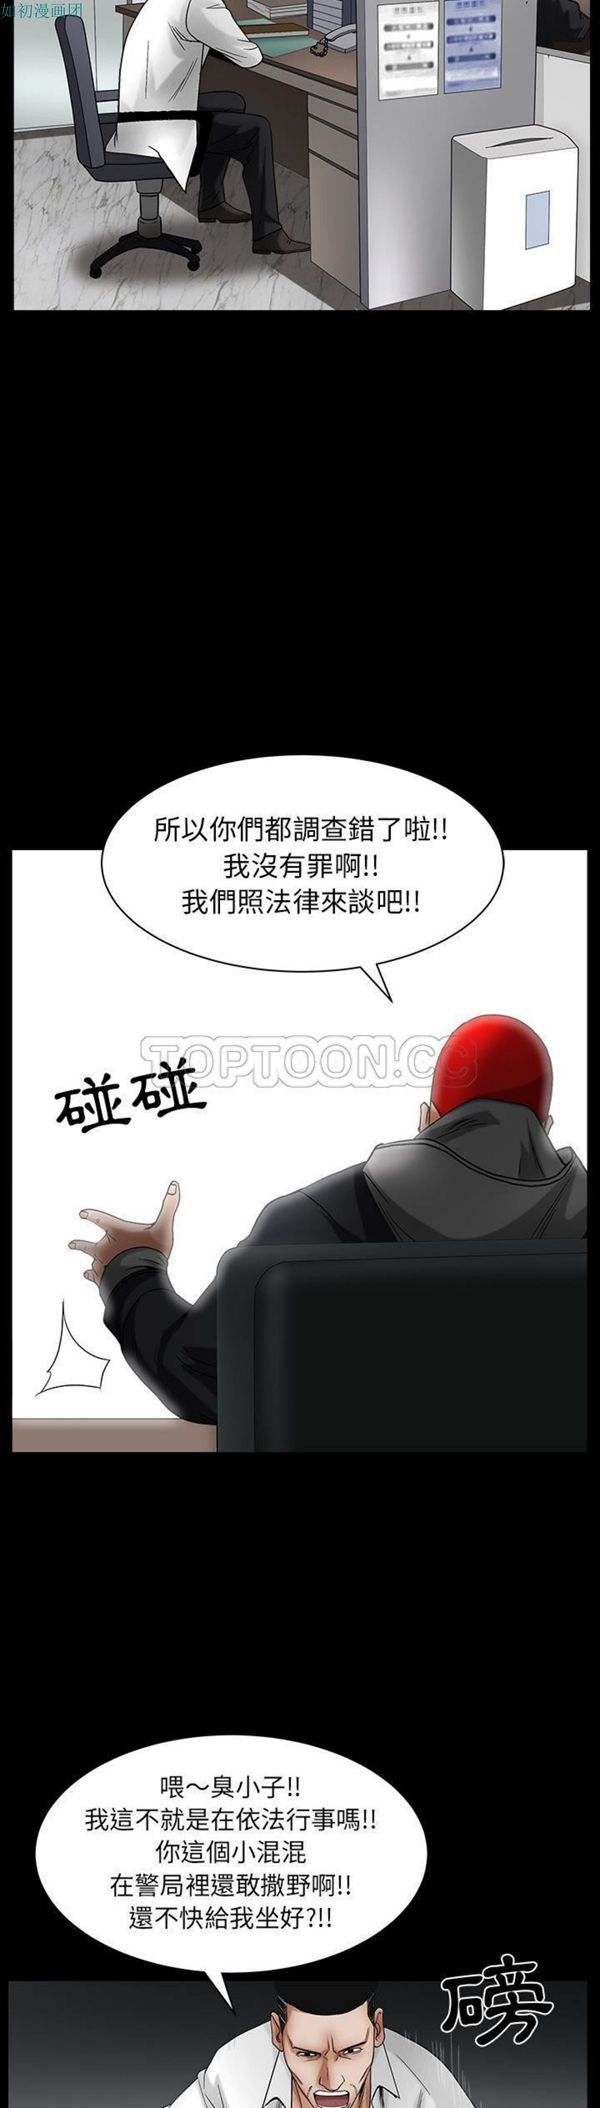 如初漫画团
所以你們都調查錯了啦!!
我沒有罪啊!!
我們照法律來談吧!!
TOPTOON.CC
碰碰
喂～臭小子!!
我這不就是在依法行事嗎!!
你這個小混混
在警局裡還敢撒野啊!!
還不快給我坐好?!!
磅